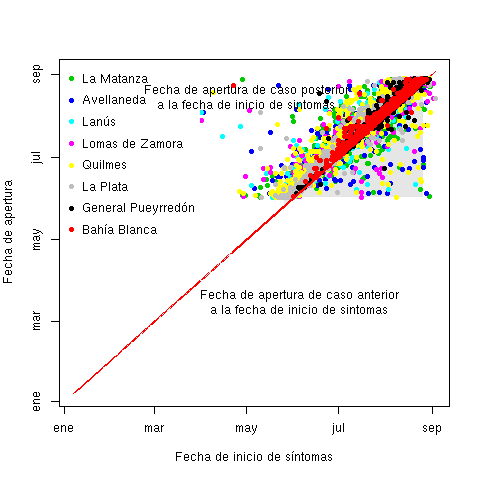 La Matanza
Avellaneda
Lanús
Lomas de Zamora
Quilmes
La Plata
General Pueyrredón
Bahía Blanca
Fecha de apertura de caso posterior
a la fecha de inicio de sintomas
Fecha de apertura de caso anterior
a la fecha de inicio de sintomas
Fecha de apertura
sep
jul
may
mar
ene
ene mar may jul sep
Fecha de inicio de síntomas